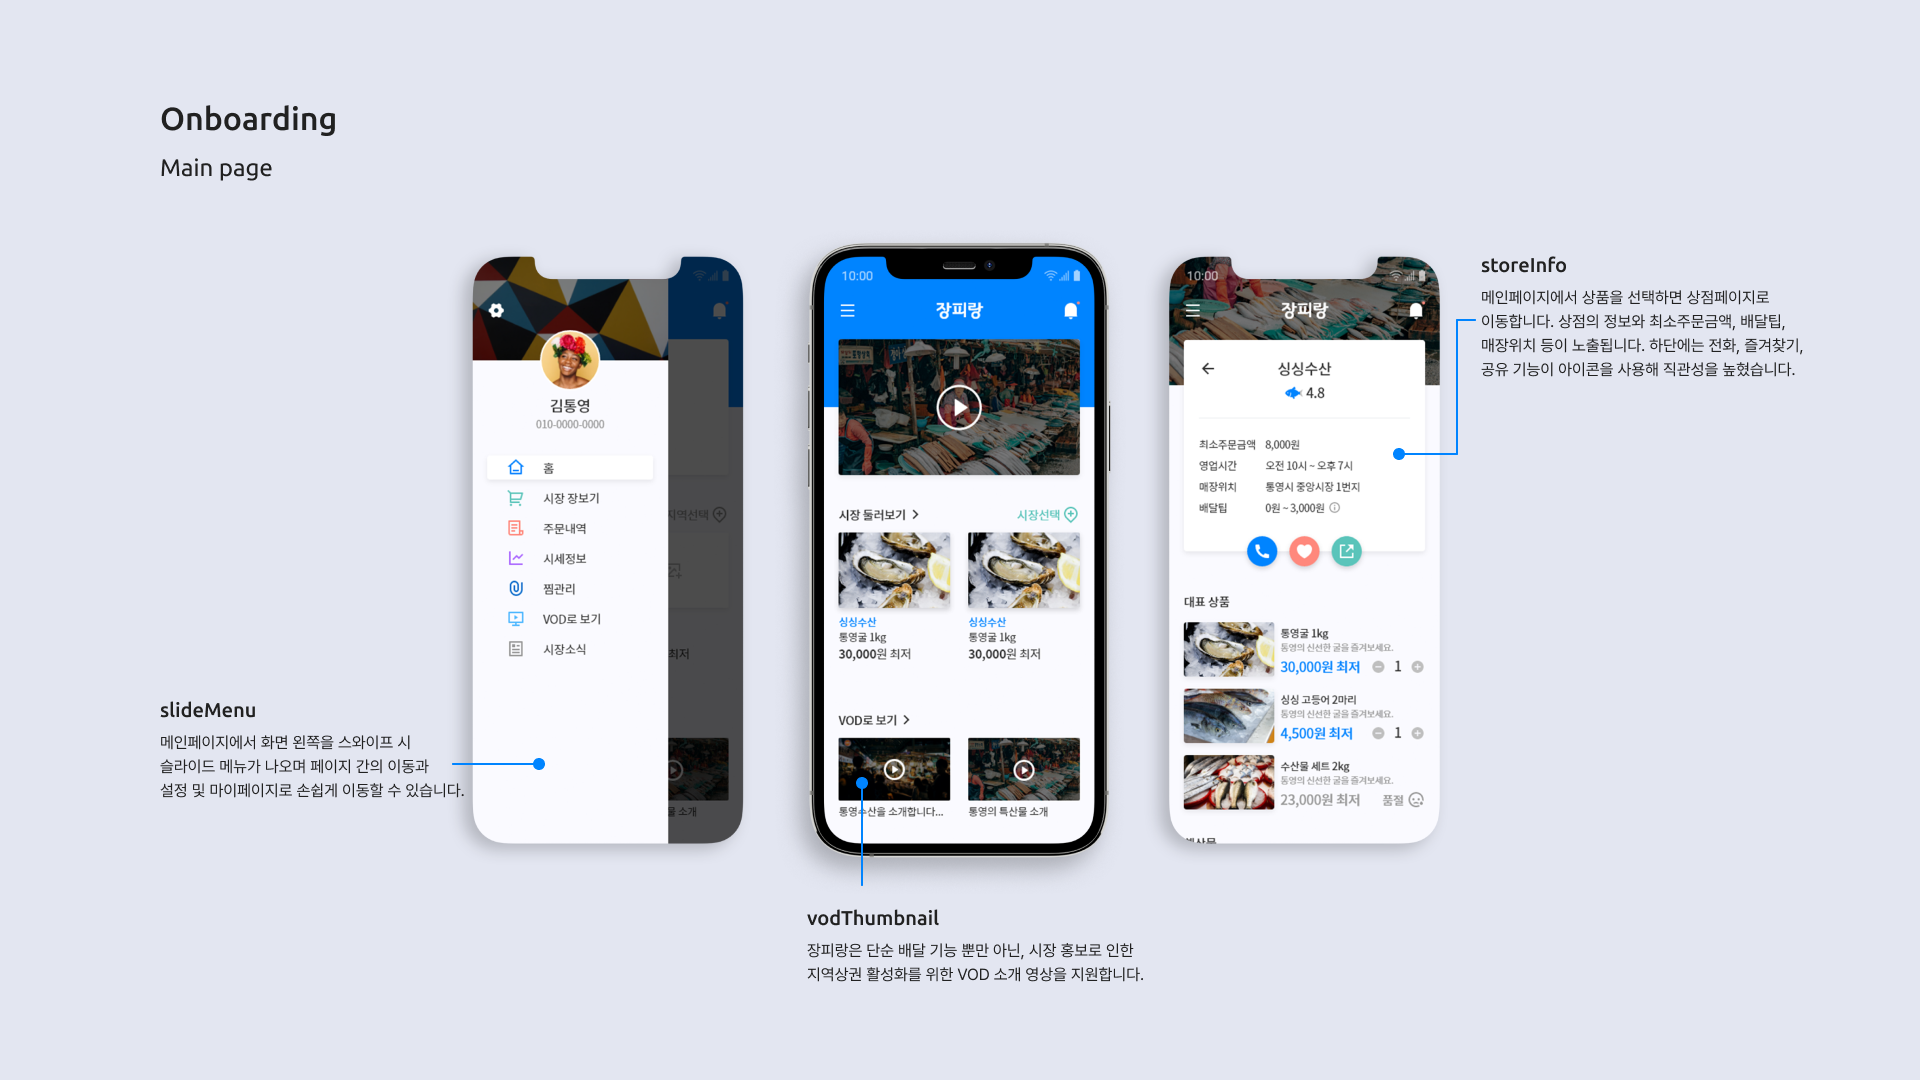 Onboarding
Main page
김통영
010-0000-0000
홈
시장 장보기
주문내역
시세정보
찜관리
VOD로 보기
시장소식
지역선택
최저
물 소개
slideMenu
메인페이지에서 화면 왼쪽을 스와이프 시
슬라이드 메뉴가 나오며 페이지 간의 이동과
설정 및 마이페이지로 손쉽게 이동할 수 있습니다.
10:00
장피랑
시장 둘러보기
시장선택
싱싱수산
통영굴 1kg
30,000원 최저
싱싱수산
통영굴 1kg
30,000원 최저
VOD로 보기
통영수산을 소개합니다...
통영의 특산물 소개
vodThumbnail
장피랑은 단순 배달 기능 뿐만 아닌, 시장 홍보로 인한
지역상권 활성화를 위한 VOD 소개 영상을 지원합니다.
10:00
장피랑
싱싱수산
4.8
최소주문금액 8,000원
영업시간 오전 10시 ~ 오후 7시
매장위치 통영시 중앙시장 1번지
배달팁 0원 ~ 3,000원
대표 상품
통영굴 1kg
통영의 신선한 굴을 즐겨보세요.
30,000원 최저 1
싱싱 고등어 2마리
통영의 신선한 굴을 즐겨보세요.
4,500원 최저 1
수산물 세트 2kg
통영의 신선한 굴을 즐겨보세요.
23,000원 최저 품절
storeInfo
메인페이지에서 상품을 선택하면 상점페이지로
이동합니다. 상점의 정보와 최소주문금액, 배달팁,
매장위치 등이 노출됩니다. 하단에는 전화, 즐겨찾기,
공유 기능이 아이콘을 사용해 직관성을 높혔습니다.